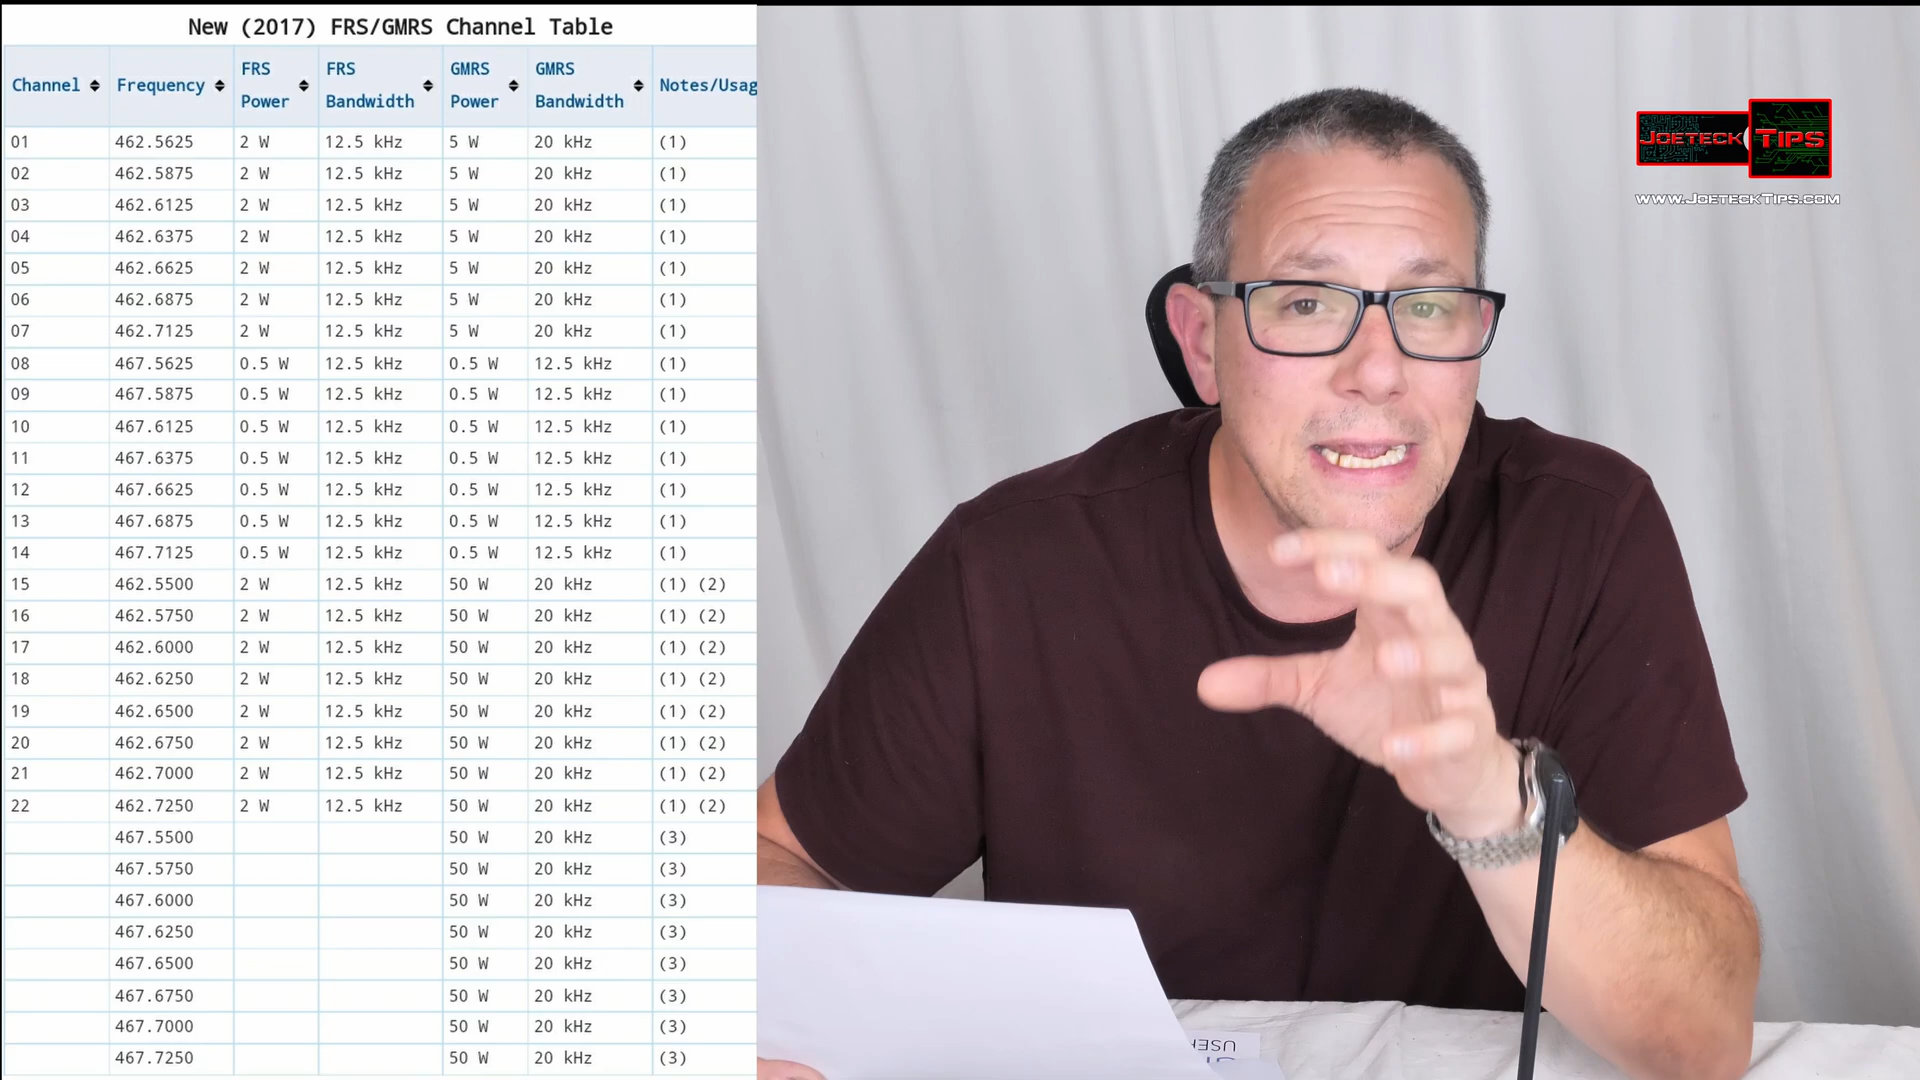 New (2017) FRS/GMRS Channel Table
Channel Frequency FRS Power FRS Bandwidth GMRS Power GMRS Bandwidth Notes/Usag
01 462.5625 2 W 12.5 kHz 5 W 20 kHz (1)
02 462.5875 2 W 12.5 kHz 5 W 20 kHz (1)
03 462.6125 2 W 12.5 kHz 5 W 20 kHz (1)
04 462.6375 2 W 12.5 kHz 5 W 20 kHz (1)
05 462.6625 2 W 12.5 kHz 5 W 20 kHz (1)
06 462.6875 2 W 12.5 kHz 5 W 20 kHz (1)
07 462.7125 2 W 12.5 kHz 5 W 20 kHz (1)
08 467.5625 0.5 W 12.5 kHz 0.5 W 12.5 kHz (1)
09 467.5875 0.5 W 12.5 kHz 0.5 W 12.5 kHz (1)
10 467.6125 0.5 W 12.5 kHz 0.5 W 12.5 kHz (1)
11 467.6375 0.5 W 12.5 kHz 0.5 W 12.5 kHz (1)
12 467.6625 0.5 W 12.5 kHz 0.5 W 12.5 kHz (1)
13 467.6875 0.5 W 12.5 kHz 0.5 W 12.5 kHz (1)
14 467.7125 0.5 W 12.5 kHz 0.5 W 12.5 kHz (1)
15 462.5500 2 W 12.5 kHz 50 W 20 kHz (1) (2)
16 462.5750 2 W 12.5 kHz 50 W 20 kHz (1) (2)
17 462.6000 2 W 12.5 kHz 50 W 20 kHz (1) (2)
18 462.6250 2 W 12.5 kHz 50 W 20 kHz (1) (2)
19 462.6500 2 W 12.5 kHz 50 W 20 kHz (1) (2)
20 462.6750 2 W 12.5 kHz 50 W 20 kHz (1) (2)
21 462.7000 2 W 12.5 kHz 50 W 20 kHz (1) (2)
22 462.7250 2 W 12.5 kHz 50 W 20 kHz (1) (2)
467.5500 50 W 20 kHz (3)
467.5750 50 W 20 kHz (3)
467.6000 50 W 20 kHz (3)
467.6250 50 W 20 kHz (3)
467.6500 50 W 20 kHz (3)
467.6750 50 W 20 kHz (3)
467.7000 50 W 20 kHz (3)
467.7250 50 W 20 kHz (3)
JOETECK TIPS
WWW.JOETECKTIPS.COM
USER